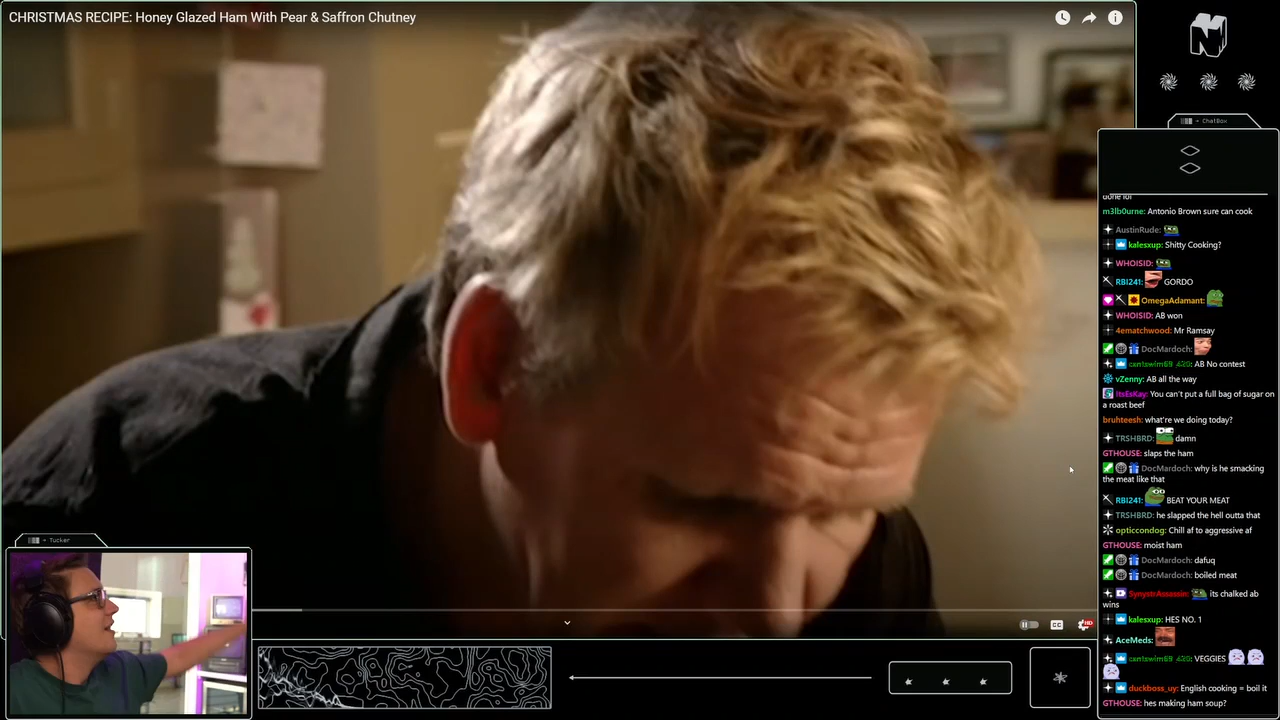 CHRISTMAS RECIPE: Honey Glazed Ham With Pear & Saffron Chutney
N
ChatBox
done lol
m3lb0urne: Antonio Brown sure can cook
AustinRude:
kalesxup: Shitty Cooking?
WHOISID:
RBI241: GORDO
OmegaAdamant:
WHOISID: AB won
4ematchwood: Mr Ramsay
DocMardoch:
AB No contest
vZenny: AB all the way
ItsEsKay: You can't put a full bag of sugar on
a roast beef
bruhteesh: what're we doing today?
TRSHBRD: damn
GTHOUSE: slaps the ham
DocMardoch: why is he smacking
the meat like that
RBI241: BEAT YOUR MEAT
TRSHBRD: he slapped the hell outta that
opticcondog: Chill af to aggressive af
GTHOUSE: moist ham
DocMardoch: dafuq
DocMardoch: boiled meat
SynystrAssassin: its chalked ab
wins
kalesxup: HES NO. 1
AceMeds:
VEGGIES
duckboss_uy: English cooking = boil it
GTHOUSE: hes making ham soup?
Tucker
CC
HD